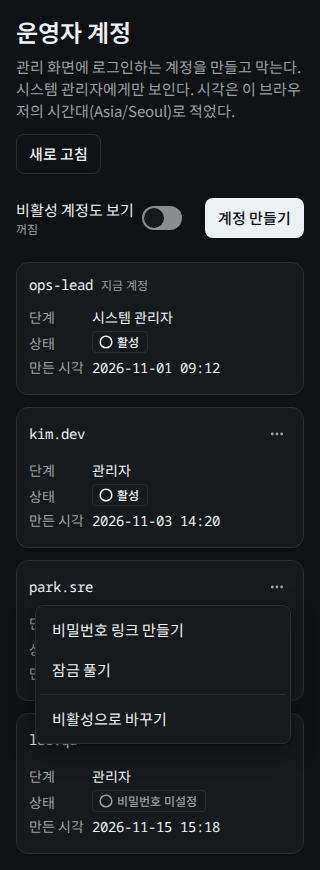 운영자 계정
관리 화면에 로그인하는 계정을 만들고 막는다.
시스템 관리자에게만 보인다. 시각은 이 브라우
저의 시간대(Asia/Seoul)로 적었다.
새로 고침
비활성 계정도 보기
꺼짐
계정 만들기
ops-lead 지금 계정
단계 시스템 관리자
상태 활성
만든 시각 2026-11-01 09:12
kim.dev
단계 관리자
상태 활성
만든 시각 2026-11-03 14:20
park.sre
비밀번호 링크 만들기
잠금 풀기
비활성으로 바꾸기
단계 관리자
상태 비밀번호 미설정
만든 시각 2026-11-15 15:18